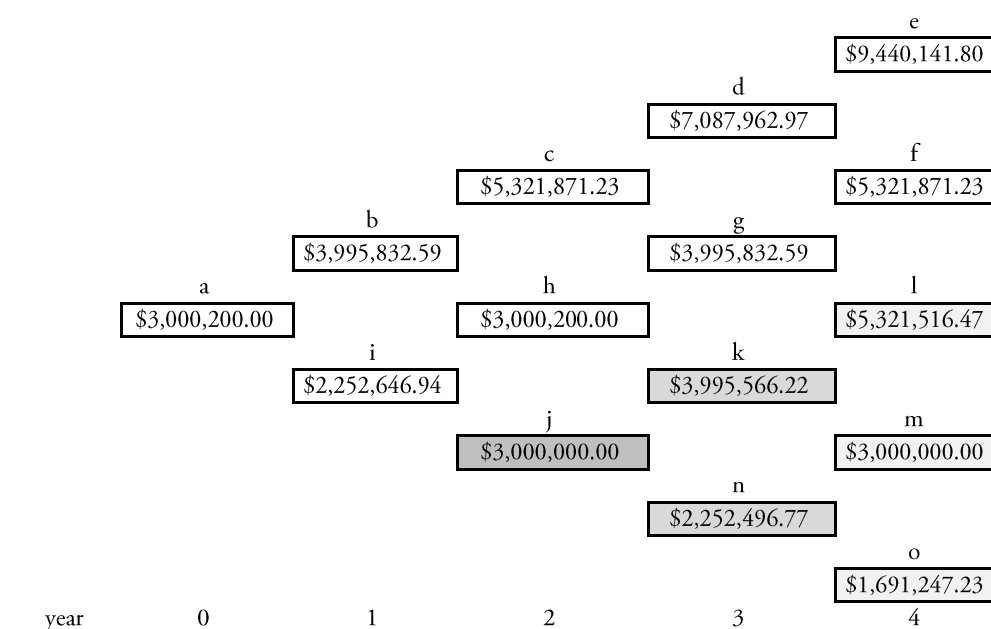 e
$9,440,141.80
d
$7,087,962.97
c f
$5,321,871.23 $5,321,871.23
b g
$3,995,832.59 $3,995,832.59
a h l
$3,000,200.00 $3,000,200.00 $5,321,516.47
i k
$2,252,646.94 $3,995,566.22
j m
$3,000,000.00 $3,000,000.00
n
$2,252,496.77
o
$1,691,247.23
year 0 1 2 3 4